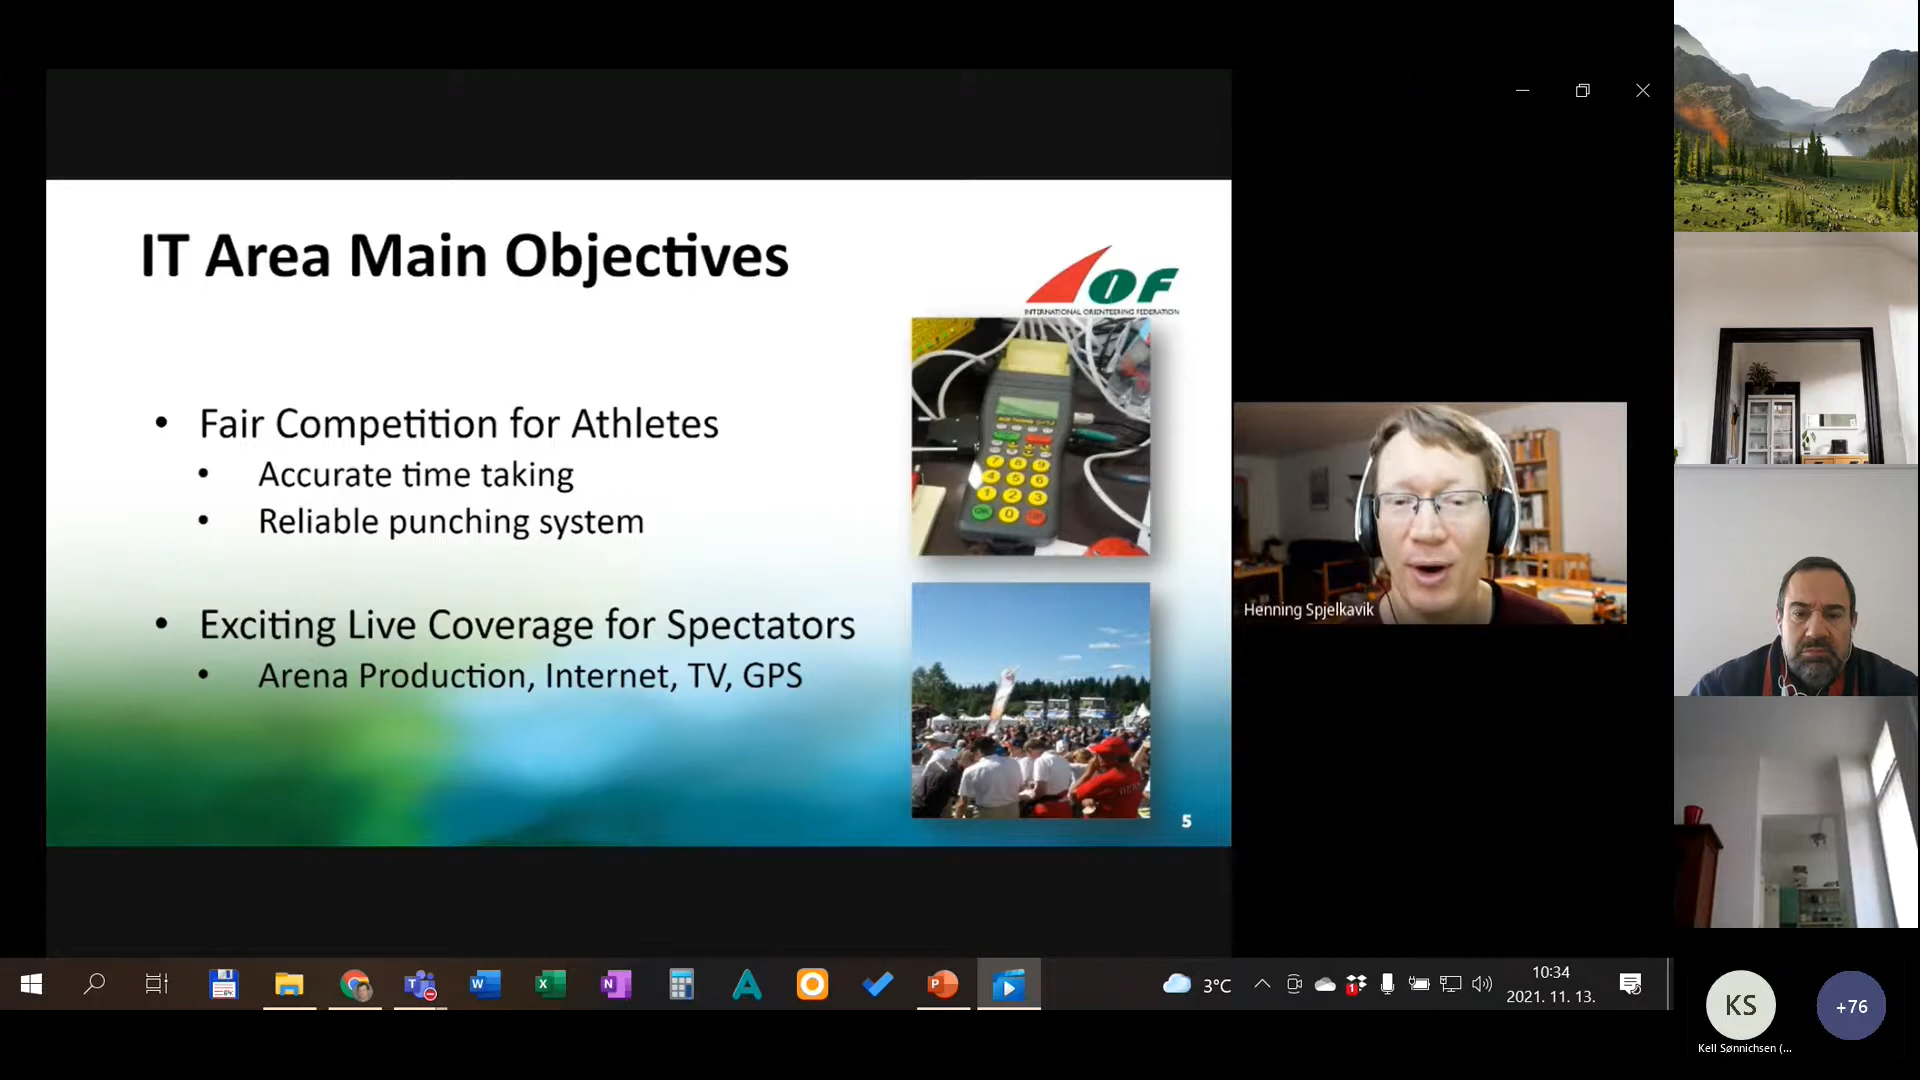 IT Area Main Objectives
IOF
INTERNATIONAL ORIENTEERING FEDERATION
• Fair Competition for Athletes
• Accurate time taking
• Reliable punching system
• Exciting Live Coverage for Spectators
• Arena Production, Internet, TV, GPS
5
Henning Spjelkavik
3°C
10:34
2021. 11. 13.
KS
+76
Kell Sønnichsen (...